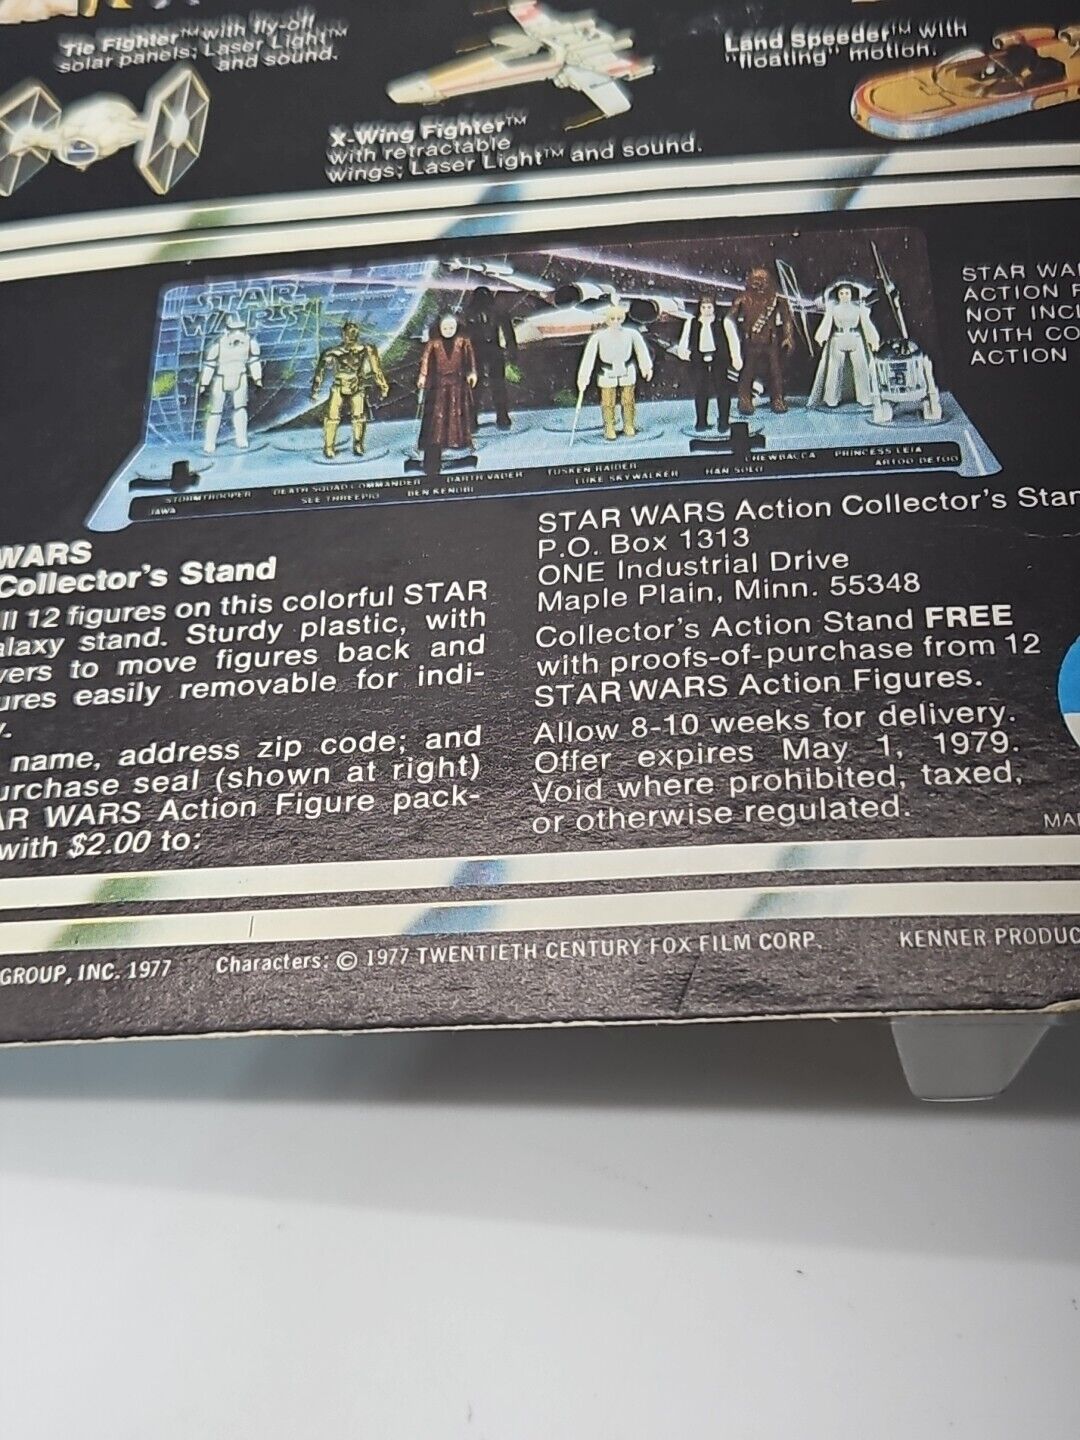 Tie Fighter™ with fly-off
solar panels; Laser Light™
and sound.
X-Wing Fighter™
with retractable
wings; Laser Light™ and sound.
Land Speeder™ with
"floating" motion.
STAR WARS
STAR WA
ACTION F
NOT INCL
WITH CO
ACTION
JAWA
STORMTROOPER
SEE THREEPIO
DEATH SQUAD COMMANDER
BEN KENOBI
DARTH VADER
TUSKEN RAIDER
LUKE SKYWALKER
HAN SOLO
CHEWBACCA
PRINCESS LEIA
ARTOO DETOO
WARS
Collector's Stand
ll 12 figures on this colorful STAR
alaxy stand. Sturdy plastic, with
vers to move figures back and
ures easily removable for indi-
y.
name, address zip code; and
urchase seal (shown at right)
AR WARS Action Figure pack-
with $2.00 to:
STAR WARS Action Collector's Stan
P.O. Box 1313
ONE Industrial Drive
Maple Plain, Minn. 55348
Collector's Action Stand FREE
with proofs-of-purchase from 12
STAR WARS Action Figures.
Allow 8-10 weeks for delivery.
Offer expires May 1, 1979.
Void where prohibited, taxed,
or otherwise regulated.
MA
GROUP, INC. 1977 Characters: © 1977 TWENTIETH CENTURY FOX FILM CORP. KENNER PRODUC